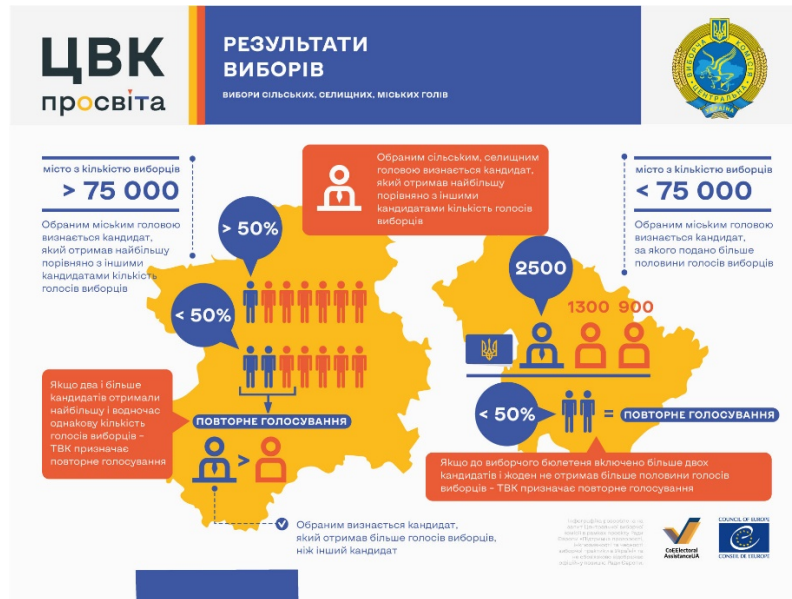 ЦВК
просвіта
РЕЗУЛЬТАТИ
ВИБОРІВ
ВИБОРИ СІЛЬСЬКИХ, СЕЛИЩНИХ, МІСЬКИХ ГОЛІВ
ВИБОРЧА КОМІСІЯ
ЦЕНТРАЛЬНА
УКРАЇНА
місто з кількістю виборців
> 75 000
Обраним міським головою
визнається кандидат,
який отримав найбільшу
порівняно з іншими
кандидатами кількість
голосів виборців
Обраним сільським, селищним
головою визнається кандидат,
який отримав найбільшу
порівняно з іншими
кандидатами кількість голосів
виборців
місто з кількістю виборців
< 75 000
Обраним міським головою
визнається кандидат,
за якого подано більше
половини голосів виборців
> 50%
< 50%
2500
1300 900
Якщо два і більше
кандидатів отримали
найбільшу і водночас
однакову кількість
голосів виборців –
ТВК призначає
повторне голосування
ПОВТОРНЕ ГОЛОСУВАННЯ
>
< 50%
= ПОВТОРНЕ ГОЛОСУВАННЯ
Якщо до виборчого бюлетеня включено більше двох
кандидатів і жоден не отримав більше половини голосів
виборців – ТВК призначає повторне голосування
Обраним визнається кандидат,
який отримав більше голосів виборців,
ніж інший кандидат
CoEElectoral
AssistanceUA
COUNCIL OF EUROPE
CONSEIL DE L'EUROPE